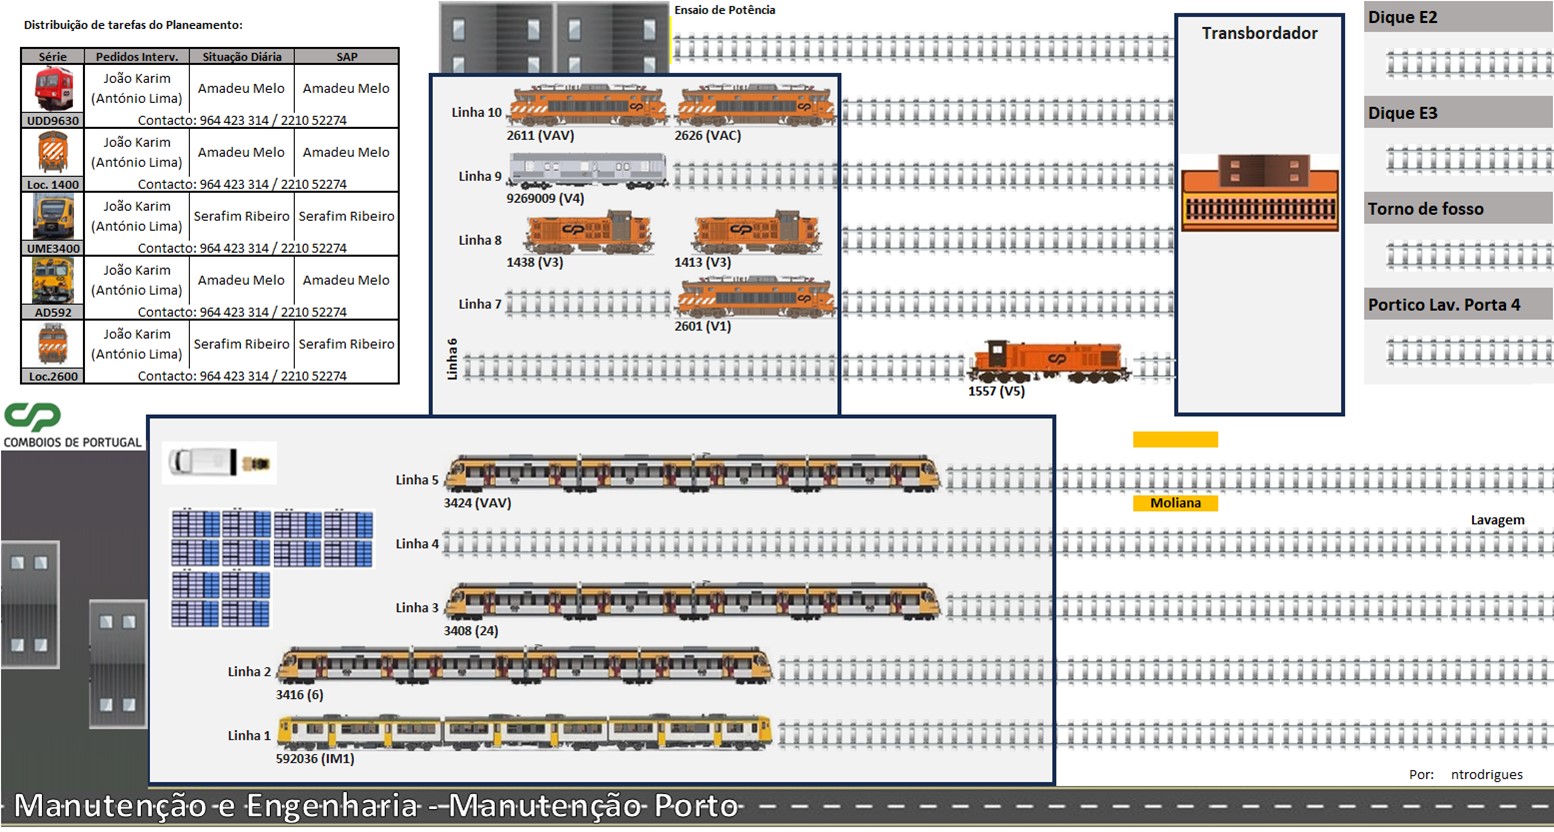 Distribuição de tarefas do Planeamento:
Série Pedidos Interv. Situação Diária SAP
João Karim
(António Lima) Amadeu Melo Amadeu Melo
UDD9630 Contacto: 964 423 314 / 2210 52274
João Karim
(António Lima) Amadeu Melo Amadeu Melo
Loc. 1400 Contacto: 964 423 314 / 2210 52274
João Karim
(António Lima) Serafim Ribeiro Serafim Ribeiro
UME3400 Contacto: 964 423 314 / 2210 52274
João Karim
(António Lima) Amadeu Melo Amadeu Melo
AD592 Contacto: 964 423 314 / 2210 52274
João Karim
(António Lima) Serafim Ribeiro Serafim Ribeiro
Loc.2600 Contacto: 964 423 314 / 2210 52274
CP
COMBOIOS DE PORTUGAL
Ensaio de Potência
Linha 10
2611 (VAV) 2626 (VAC)
Linha 9
9269009 (V4)
Linha 8
1438 (V3) 1413 (V3)
Linha 7
2601 (V1)
Linha 6
1557 (V5)
Transbordador
Dique E2
Dique E3
Torno de fosso
Portico Lav. Porta 4
Linha 5
3424 (VAV)
Moliana
Lavagem
Linha 4
Linha 3
3408 (24)
Linha 2
3416 (6)
Linha 1
592036 (IM1)
Por: ntrodrigues
Manutenção e Engenharia - Manutenção Porto